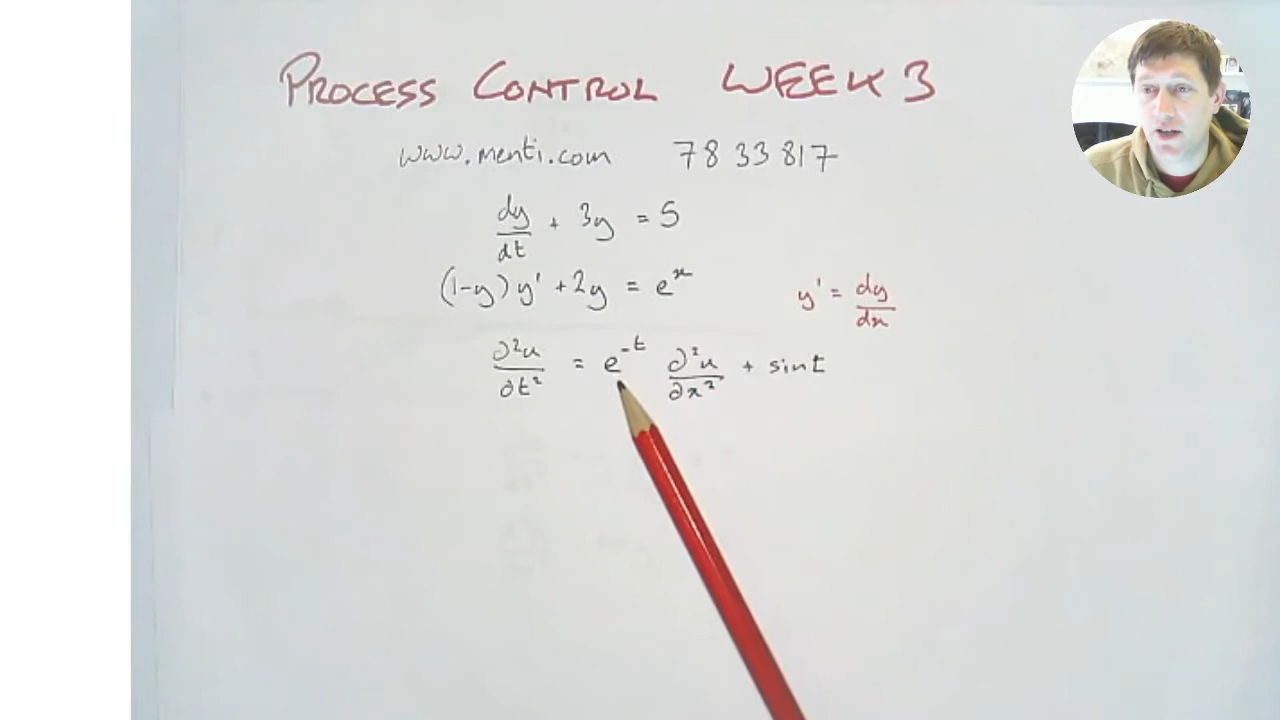 PROCESS CONTROL WEEK 3
www.menti.com 78 33 817
dy/dt + 3y = 5
(1-y) y' + 2y = e^x
y' = dy/dx
∂²u/∂t² = e^-t ∂²u/∂x² + sin t